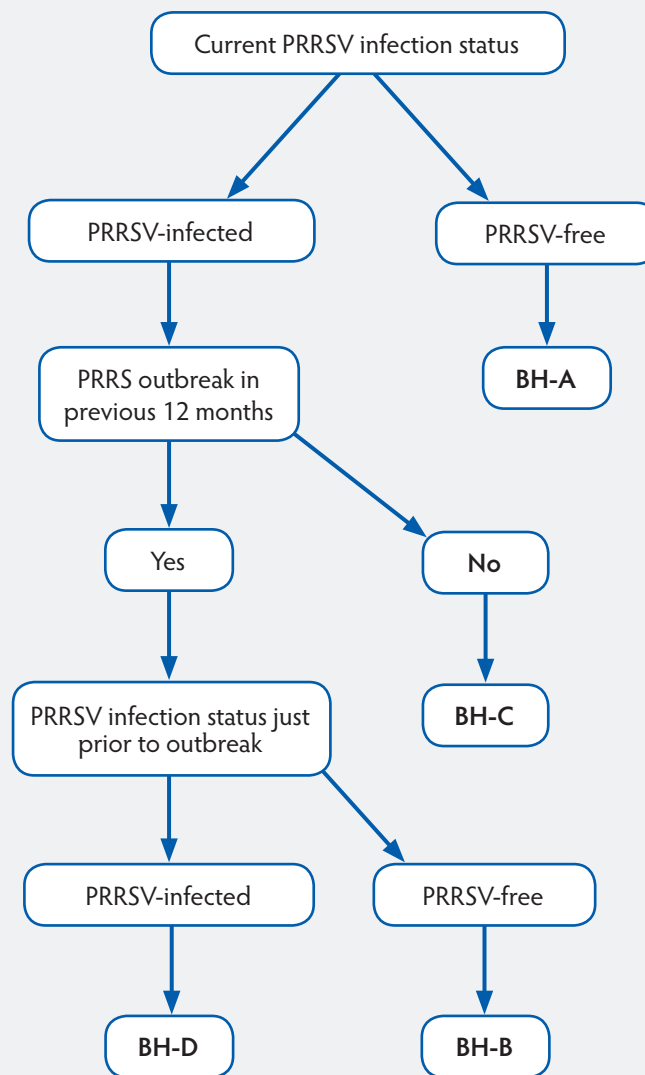 Current PRRSV infection status
PRRSV-infected
PRRSV-free
PRRS outbreak in
previous 12 months
BH-A
Yes
No
PRRSV infection status just
prior to outbreak
BH-C
PRRSV-infected
PRRSV-free
BH-D
BH-B